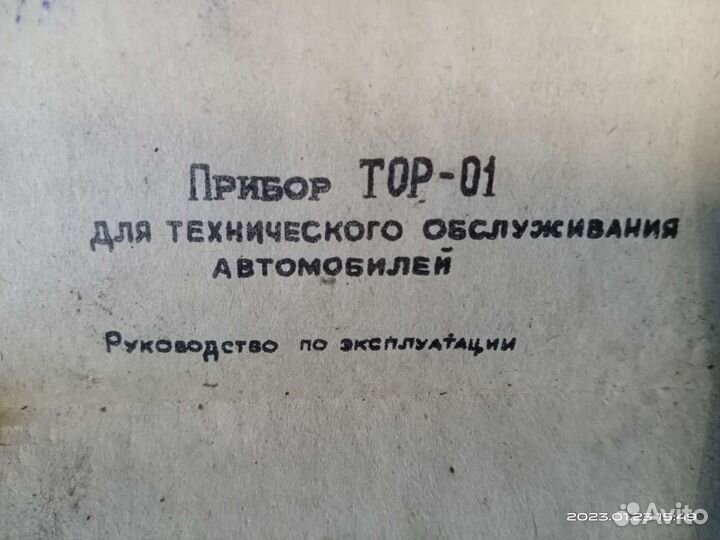 Прибор ТОР-01
ДЛЯ ТЕХНИЧЕСКОГО ОБСЛУЖИВАНИЯ
АВТОМОБИЛЕЙ
Руководство по эксплуатации
2023.01.23 15:49
Avito